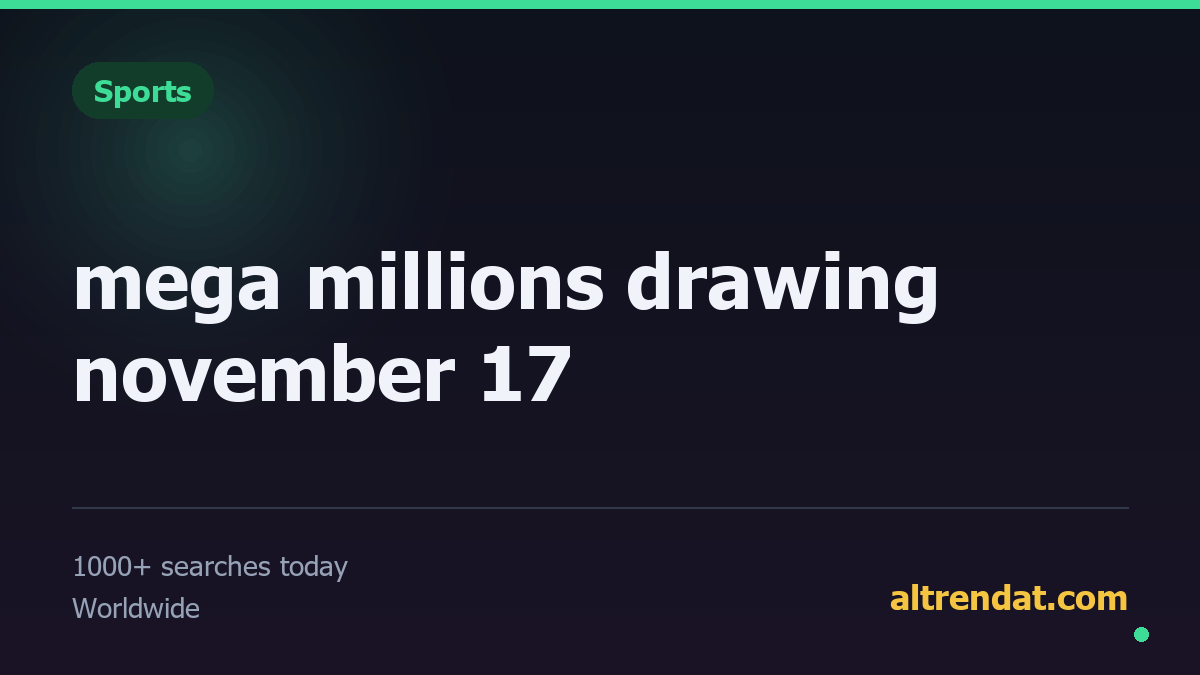 Sports
mega millions drawing
november 17
1000+ searches today
Worldwide
altrendat.com